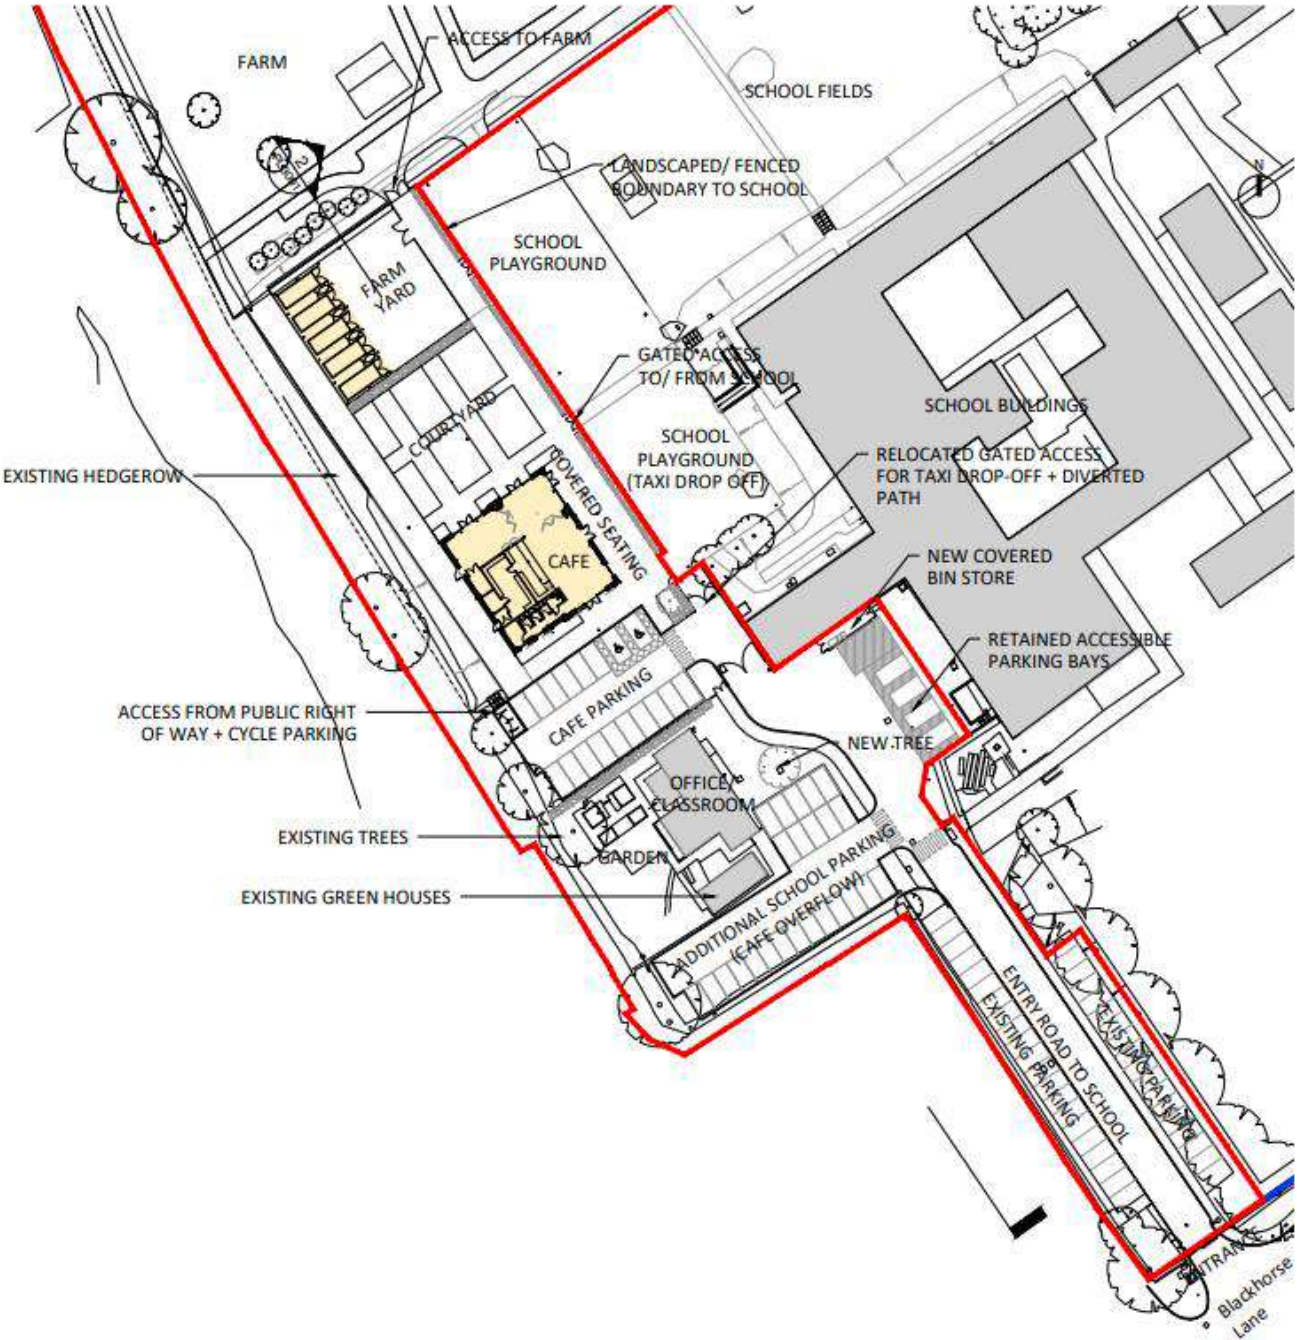 ACCESS TO FARM
FARM
SCHOOL FIELDS
LANDSCAPED/ FENCED
BOUNDARY TO SCHOOL
N
SCHOOL
PLAYGROUND
FARM
YARD
GATED ACCESS
TO/ FROM SCHOOL
SCHOOL BUILDINGS
COURTYARD
SCHOOL
PLAYGROUND
(TAXI DROP OFF)
RELOCATED GATED ACCESS
FOR TAXI DROP-OFF + DIVERTED
PATH
EXISTING HEDGEROW
COVERED SEATING
CAFE
NEW COVERED
BIN STORE
RETAINED ACCESSIBLE
PARKING BAYS
CAFE PARKING
ACCESS FROM PUBLIC RIGHT
OF WAY + CYCLE PARKING
NEW TREE
OFFICE/
CLASSROOM
EXISTING TREES
GARDEN
EXISTING GREEN HOUSES
ADDITIONAL SCHOOL PARKING
(CAFE OVERFLOW)
ENTRY ROAD TO SCHOOL
EXISTING PARKING
EXISTING PARKING
ENTRANCE
Blackhorse
Lane